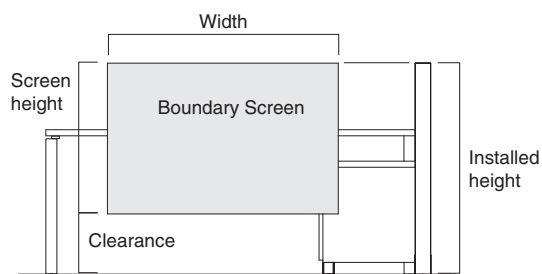 Width
Screen
height
Boundary Screen
Installed
height
Clearance